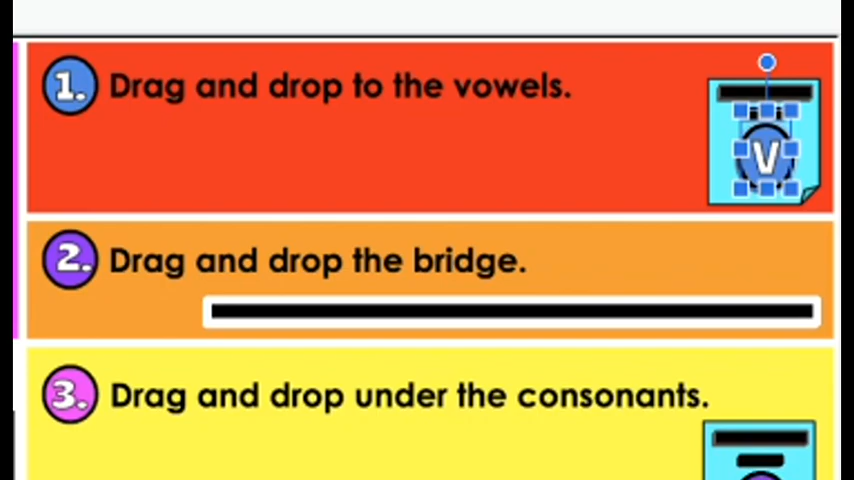 1. Drag and drop to the vowels.
V
2. Drag and drop the bridge.
3. Drag and drop under the consonants.